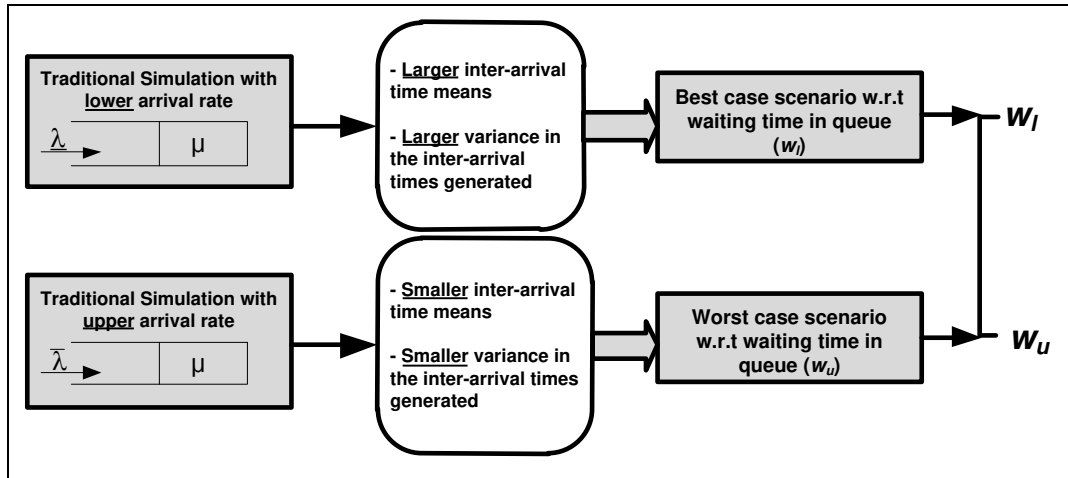 Traditional Simulation with
lower arrival rate
λ
μ
- Larger inter-arrival
time means
- Larger variance in
the inter-arrival
times generated
Best case scenario w.r.t
waiting time in queue
(wl)
wl
Traditional Simulation with
upper arrival rate
λ̅
μ
- Smaller inter-arrival
time means
- Smaller variance in
the inter-arrival times
generated
Worst case scenario
w.r.t waiting time in
queue (wu)
wu